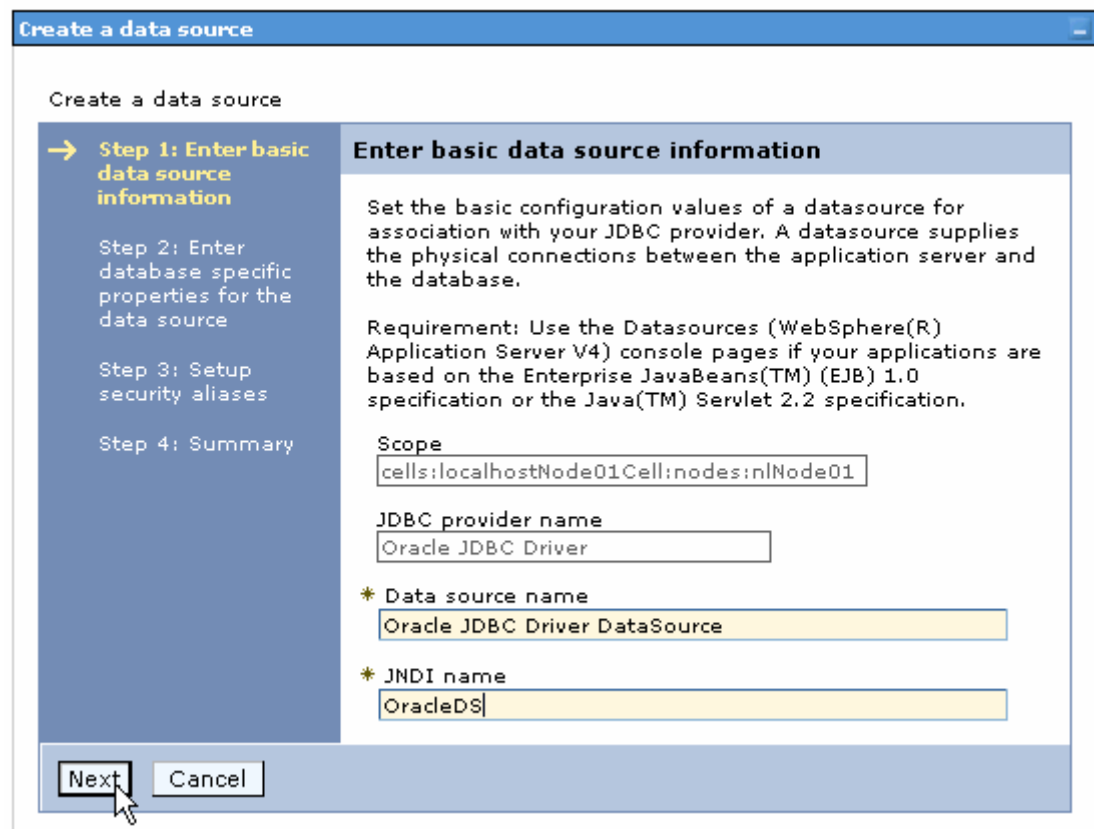 Create a data source
Create a data source
Step 1: Enter basic
data source
information
Step 2: Enter
database specific
properties for the
data source
Step 3: Setup
security aliases
Step 4: Summary
Enter basic data source information
Set the basic configuration values of a datasource for
association with your JDBC provider. A datasource supplies
the physical connections between the application server and
the database.
Requirement: Use the Datasources (WebSphere(R)
Application Server V4) console pages if your applications are
based on the Enterprise JavaBeans(TM) (EJB) 1.0
specification or the Java(TM) Servlet 2.2 specification.
Scope
cells:localhostNode01Cell:nodes:nlNode01
JDBC provider name
Oracle JDBC Driver
* Data source name
Oracle JDBC Driver DataSource
* JNDI name
OracleDS
Next Cancel